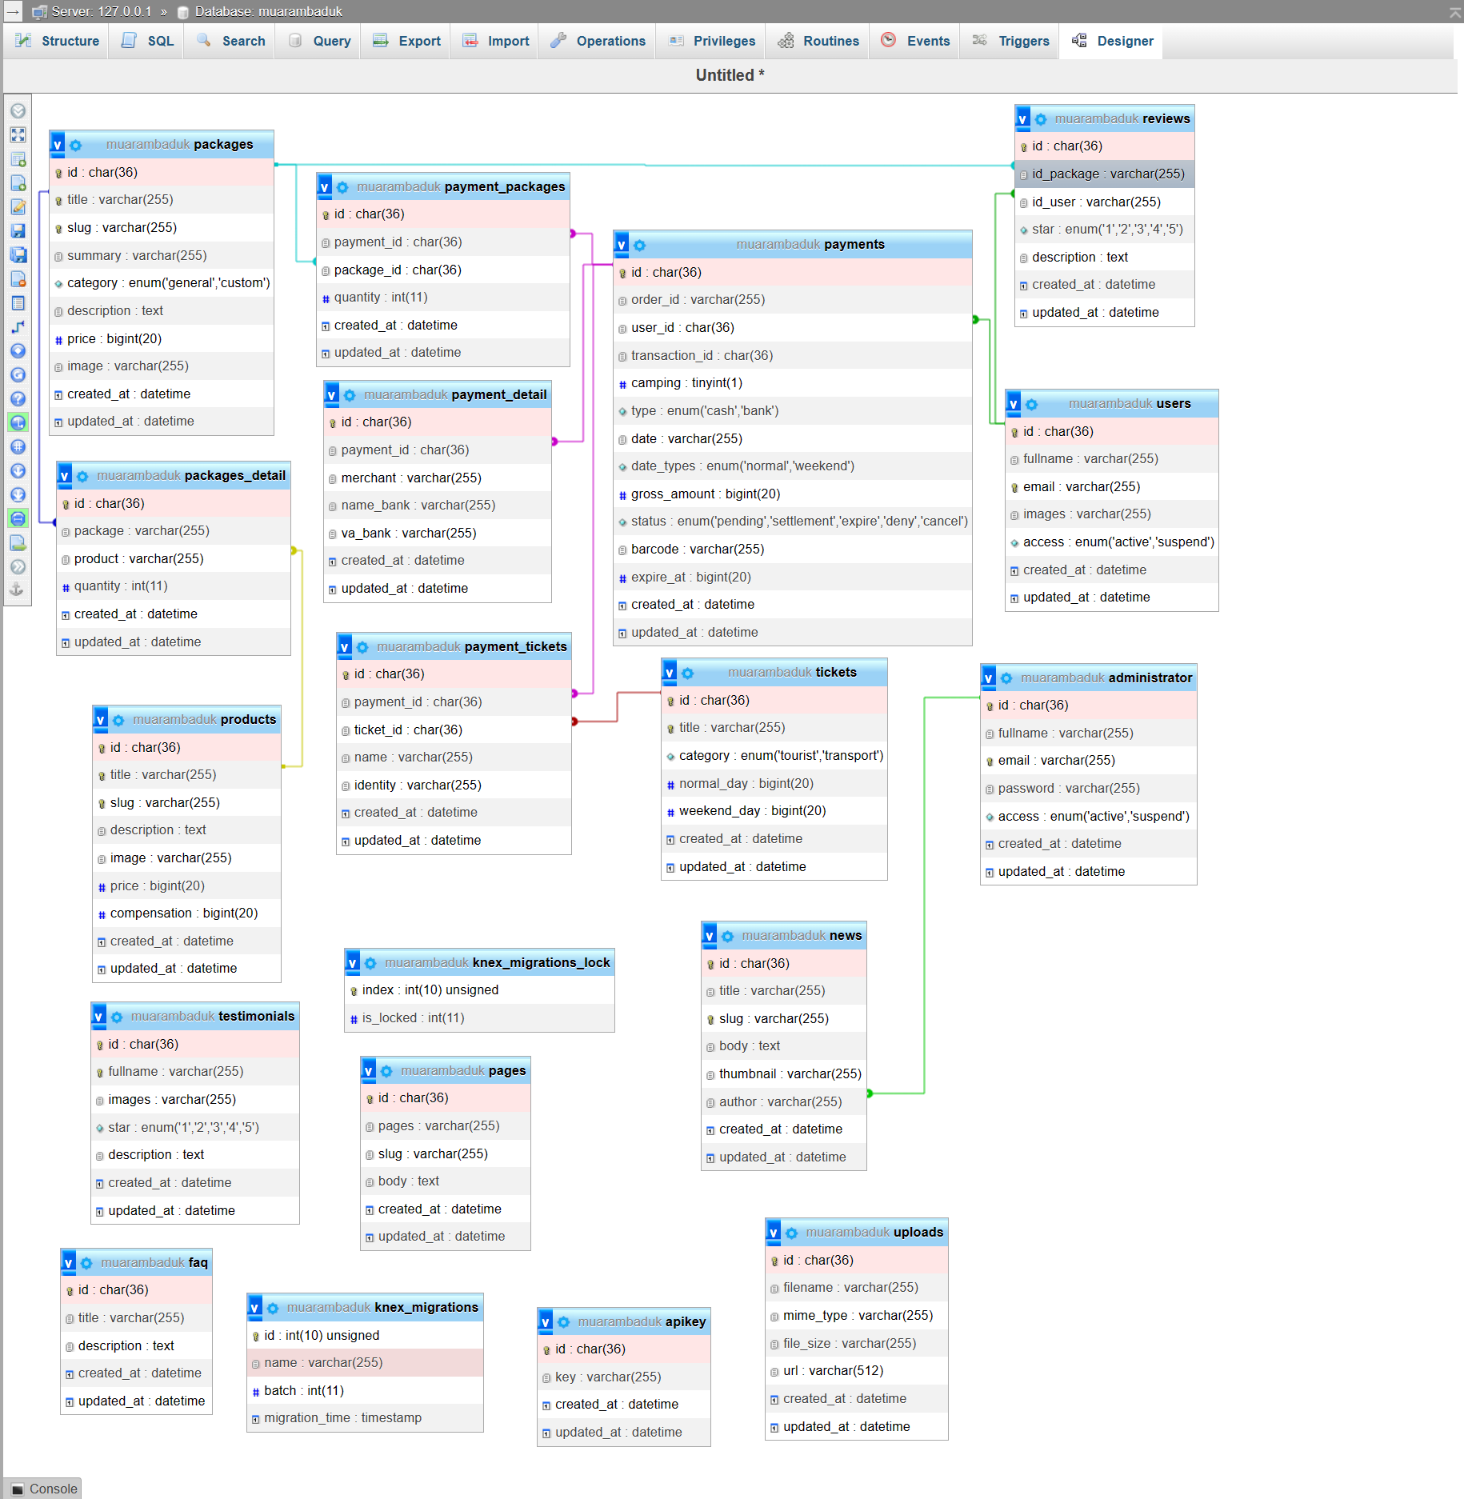 Server: 127.0.0.1 » Database: muarambaduk
Structure SQL Search Query Export Import Operations Privileges Routines Events Triggers Designer
Untitled *
muarambaduk packages
id : char(36)
title : varchar(255)
slug : varchar(255)
summary : varchar(255)
category : enum('general','custom')
description : text
price : bigint(20)
image : varchar(255)
created_at : datetime
updated_at : datetime
muarambaduk payment_packages
id : char(36)
payment_id : char(36)
package_id : char(36)
quantity : int(11)
created_at : datetime
updated_at : datetime
muarambaduk payments
id : char(36)
order_id : varchar(255)
user_id : char(36)
transaction_id : char(36)
camping : tinyint(1)
type : enum('cash','bank')
date : varchar(255)
date_types : enum('normal','weekend')
gross_amount : bigint(20)
status : enum('pending','settlement','expire','deny','cancel')
barcode : varchar(255)
expire_at : bigint(20)
created_at : datetime
updated_at : datetime
muarambaduk reviews
id : char(36)
id_package : varchar(255)
id_user : varchar(255)
star : enum('1','2','3','4','5')
description : text
created_at : datetime
updated_at : datetime
muarambaduk payment_detail
id : char(36)
payment_id : char(36)
merchant : varchar(255)
name_bank : varchar(255)
va_bank : varchar(255)
created_at : datetime
updated_at : datetime
muarambaduk users
id : char(36)
fullname : varchar(255)
email : varchar(255)
images : varchar(255)
access : enum('active','suspend')
created_at : datetime
updated_at : datetime
muarambaduk packages_detail
id : char(36)
package : varchar(255)
product : varchar(255)
quantity : int(11)
created_at : datetime
updated_at : datetime
muarambaduk payment_tickets
id : char(36)
payment_id : char(36)
ticket_id : char(36)
name : varchar(255)
identity : varchar(255)
created_at : datetime
updated_at : datetime
muarambaduk tickets
id : char(36)
title : varchar(255)
category : enum('tourist','transport')
normal_day : bigint(20)
weekend_day : bigint(20)
created_at : datetime
updated_at : datetime
muarambaduk administrator
id : char(36)
fullname : varchar(255)
email : varchar(255)
password : varchar(255)
access : enum('active','suspend')
created_at : datetime
updated_at : datetime
muarambaduk products
id : char(36)
title : varchar(255)
slug : varchar(255)
description : text
image : varchar(255)
price : bigint(20)
compensation : bigint(20)
created_at : datetime
updated_at : datetime
muarambaduk knex_migrations_lock
index : int(10) unsigned
is_locked : int(11)
muarambaduk news
id : char(36)
title : varchar(255)
slug : varchar(255)
body : text
thumbnail : varchar(255)
author : varchar(255)
created_at : datetime
updated_at : datetime
muarambaduk testimonials
id : char(36)
fullname : varchar(255)
images : varchar(255)
star : enum('1','2','3','4','5')
description : text
created_at : datetime
updated_at : datetime
muarambaduk pages
id : char(36)
pages : varchar(255)
slug : varchar(255)
body : text
created_at : datetime
updated_at : datetime
muarambaduk uploads
id : char(36)
filename : varchar(255)
mime_type : varchar(255)
file_size : varchar(255)
url : varchar(512)
created_at : datetime
updated_at : datetime
muarambaduk faq
id : char(36)
title : varchar(255)
description : text
created_at : datetime
updated_at : datetime
muarambaduk knex_migrations
id : int(10) unsigned
name : varchar(255)
batch : int(11)
migration_time : timestamp
muarambaduk apikey
id : char(36)
key : varchar(255)
created_at : datetime
updated_at : datetime
Console